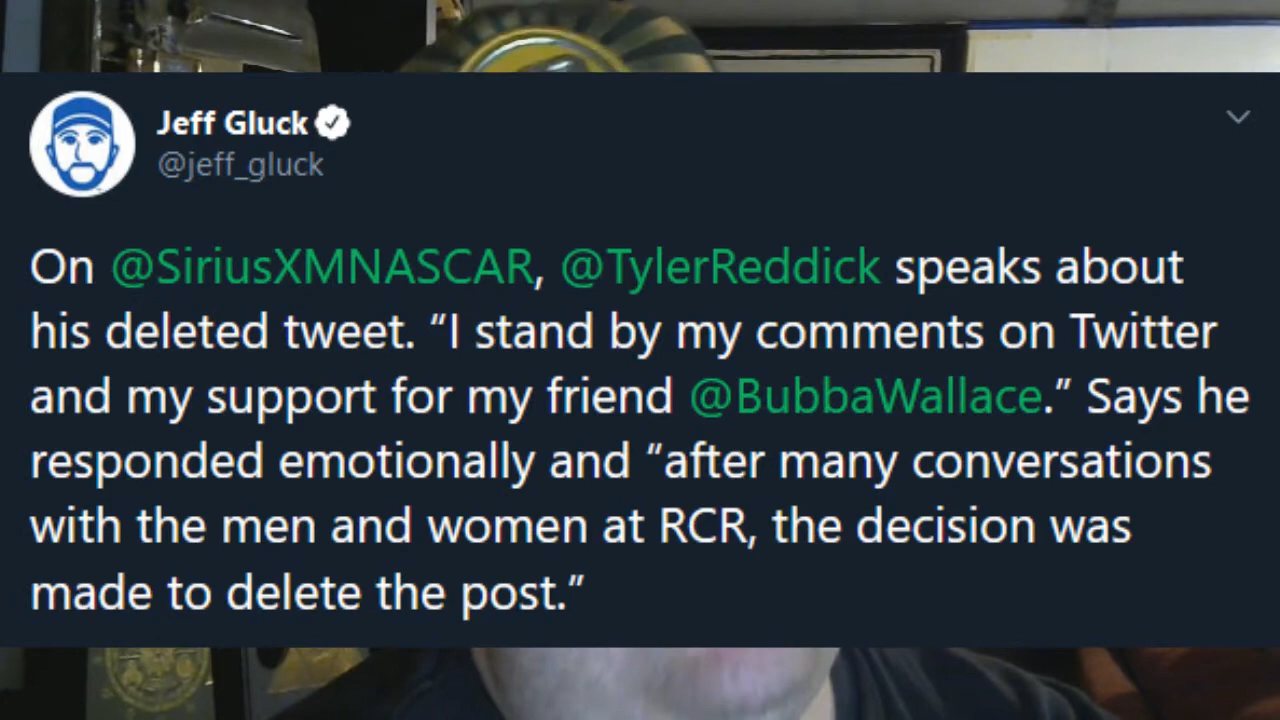 Jeff Gluck
@jeff_gluck
On @SiriusXMNASCAR, @TylerReddick speaks about
his deleted tweet. “I stand by my comments on Twitter
and my support for my friend @BubbaWallace.” Says he
responded emotionally and “after many conversations
with the men and women at RCR, the decision was
made to delete the post.”